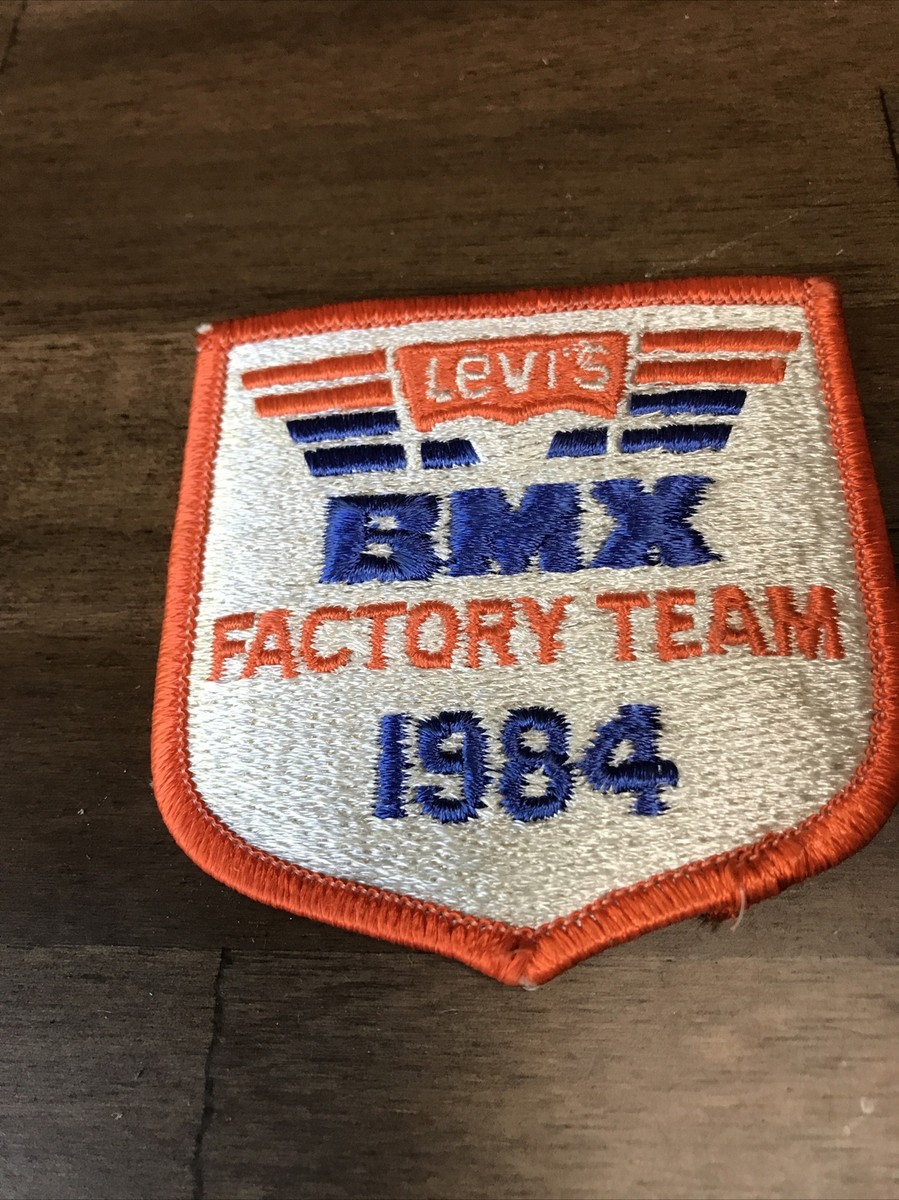 LeVI'S
BMX
FACTORY TEAM
1984